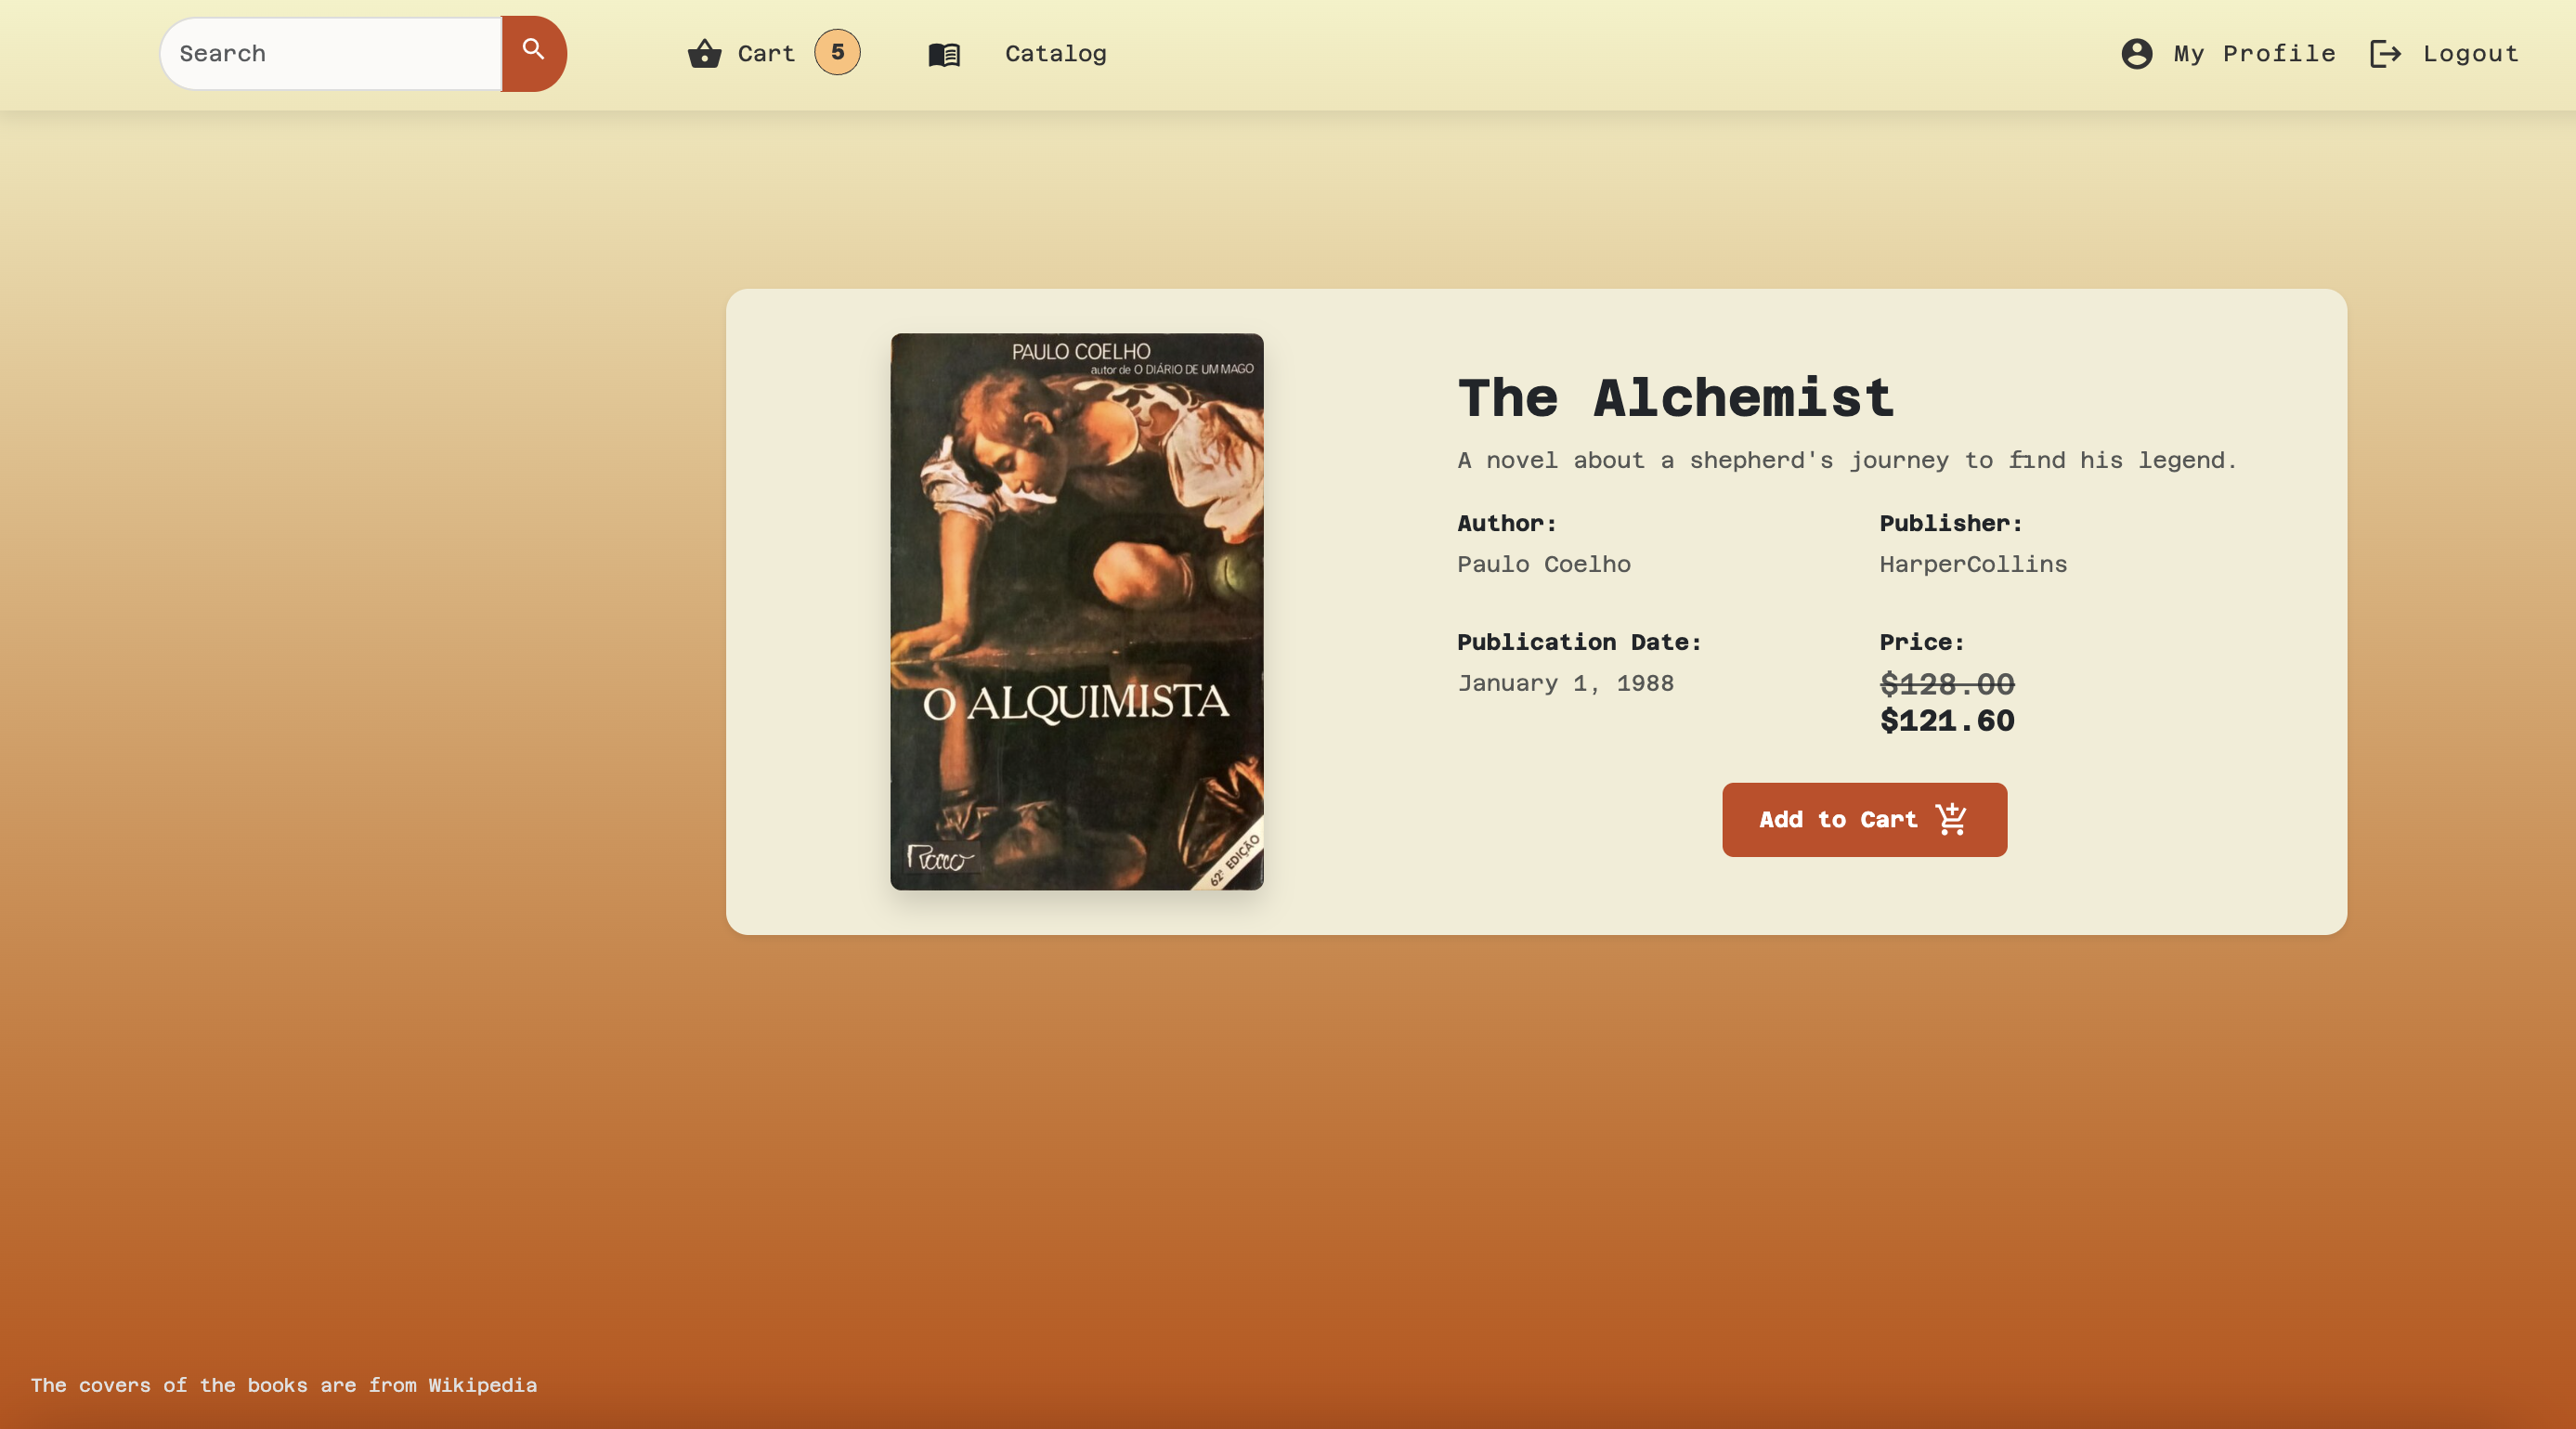 Search
Cart 5
Catalog
My Profile
Logout
PAULO COELHO
autor de O DIÁRIO DE UM MAGO
O ALQUIMISTA
Rocco
62ª EDIÇÃO
The Alchemist
A novel about a shepherd's journey to find his legend.
Author:
Paulo Coelho
Publisher:
HarperCollins
Publication Date:
January 1, 1988
Price:
$128.00
$121.60
Add to Cart
The covers of the books are from Wikipedia